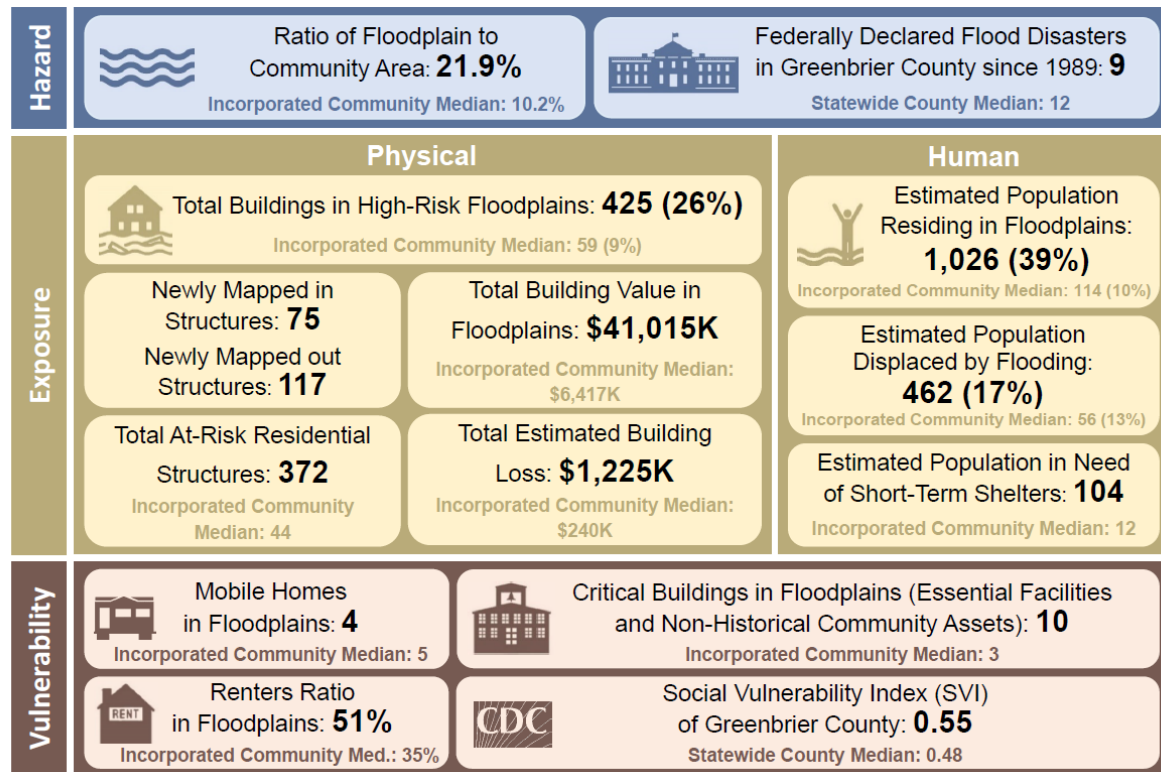 Hazard
Ratio of Floodplain to
Community Area: 21.9%
Incorporated Community Median: 10.2%
Federally Declared Flood Disasters
in Greenbrier County since 1989: 9
Statewide County Median: 12
Exposure
Physical
Total Buildings in High-Risk Floodplains: 425 (26%)
Incorporated Community Median: 59 (9%)
Newly Mapped in
Structures: 75
Newly Mapped out
Structures: 117
Total Building Value in
Floodplains: $41,015K
Incorporated Community Median:
$6,417K
Total At-Risk Residential
Structures: 372
Incorporated Community
Median: 44
Total Estimated Building
Loss: $1,225K
Incorporated Community Median:
$240K
Human
Estimated Population
Residing in Floodplains:
1,026 (39%)
Incorporated Community Median: 114 (10%)
Estimated Population
Displaced by Flooding:
462 (17%)
Incorporated Community Median: 56 (13%)
Estimated Population in Need
of Short-Term Shelters: 104
Incorporated Community Median: 12
Vulnerability
Mobile Homes
in Floodplains: 4
Incorporated Community Median: 5
Critical Buildings in Floodplains (Essential Facilities
and Non-Historical Community Assets): 10
Incorporated Community Median: 3
RENT
Renters Ratio
in Floodplains: 51%
Incorporated Community Med.: 35%
CDC
Social Vulnerability Index (SVI)
of Greenbrier County: 0.55
Statewide County Median: 0.48